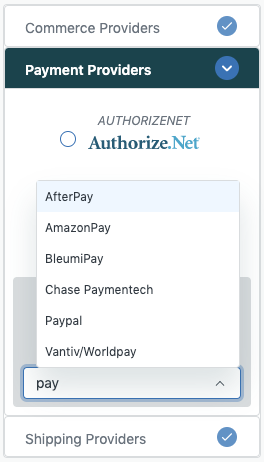 Commerce Providers
Payment Providers
AUTHORIZENET
Authorize.Net
AfterPay
AmazonPay
BleumiPay
Chase Paymentech
Paypal
Vantiv/Worldpay
pay
Shipping Providers